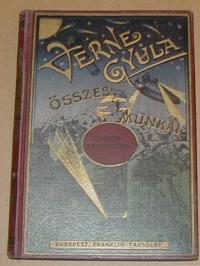 VERNE
GYULA
ÖSSZES
MUNKÁI
BUDAPEST, FRANKLIN-TÁRSULAT